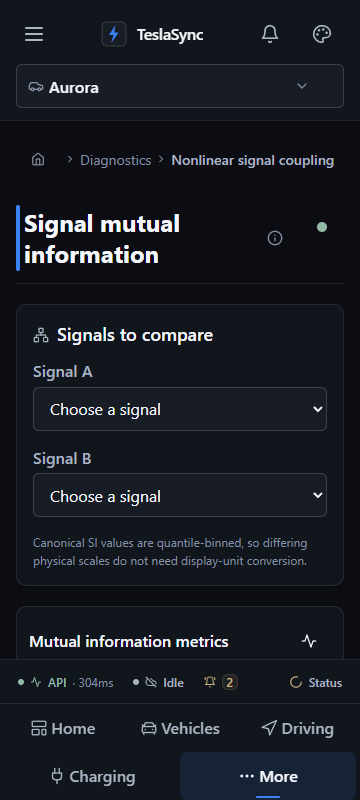 TeslaSync
Aurora
Diagnostics
Nonlinear signal coupling
Signal mutual
information
Signals to compare
Signal A
Choose a signal
Signal B
Choose a signal
Canonical SI values are quantile-binned, so differing
physical scales do not need display-unit conversion.
Mutual information metrics
API · 304ms
Idle
2
Status
Home
Vehicles
Driving
Charging
More